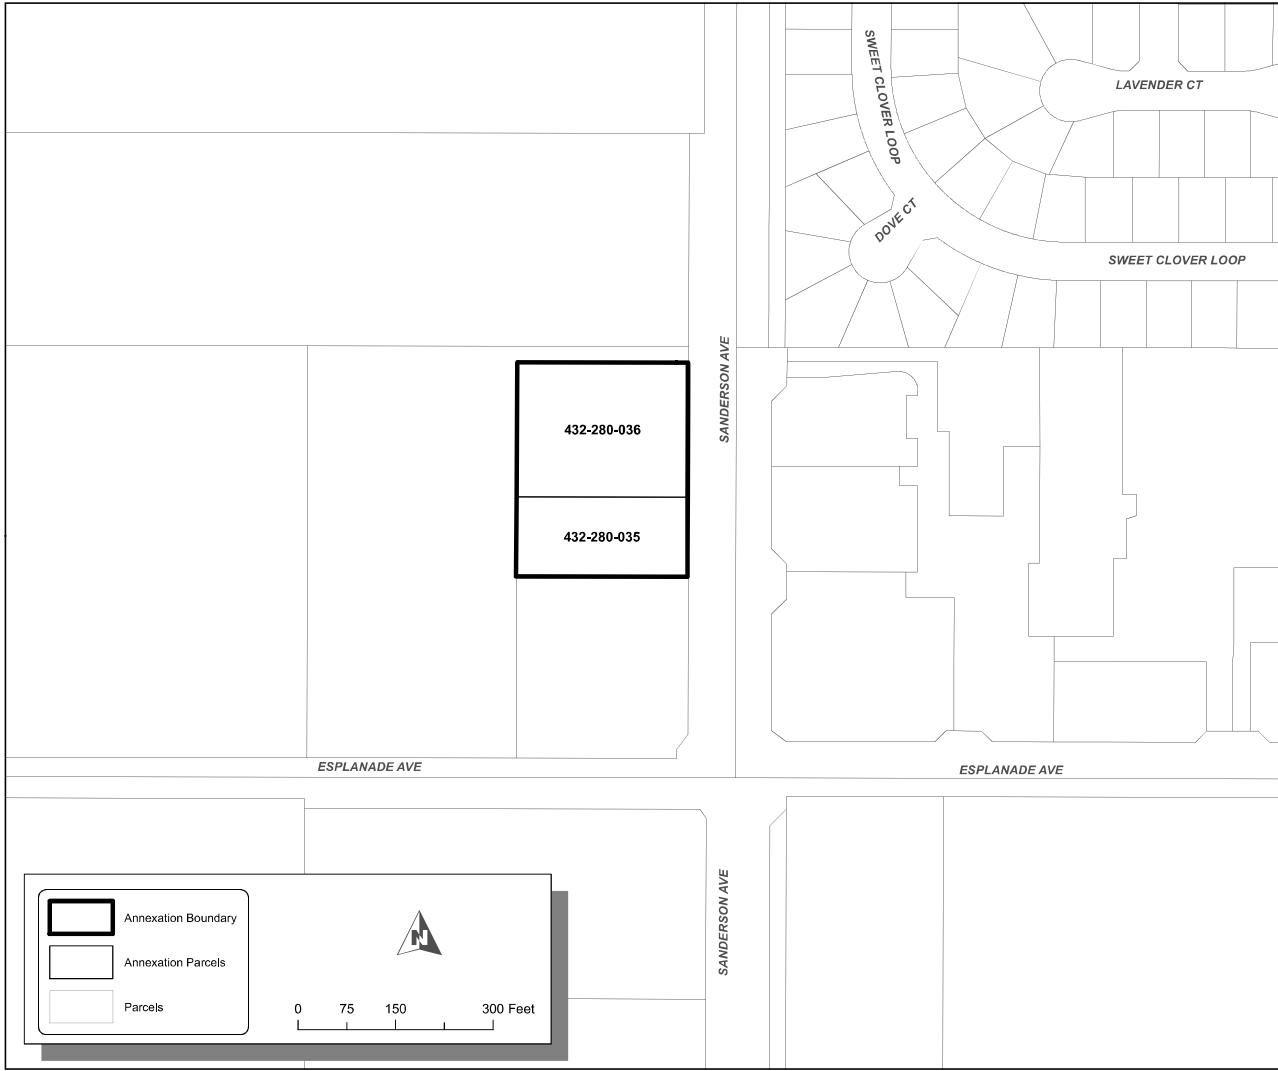 SWEET CLOVER LOOP
LAVENDER CT
DOVE CT
SWEET CLOVER LOOP
SANDERSON AVE
432-280-036
432-280-035
ESPLANADE AVE
ESPLANADE AVE
SANDERSON AVE
Annexation Boundary
Annexation Parcels
Parcels
N
0 75 150 300 Feet